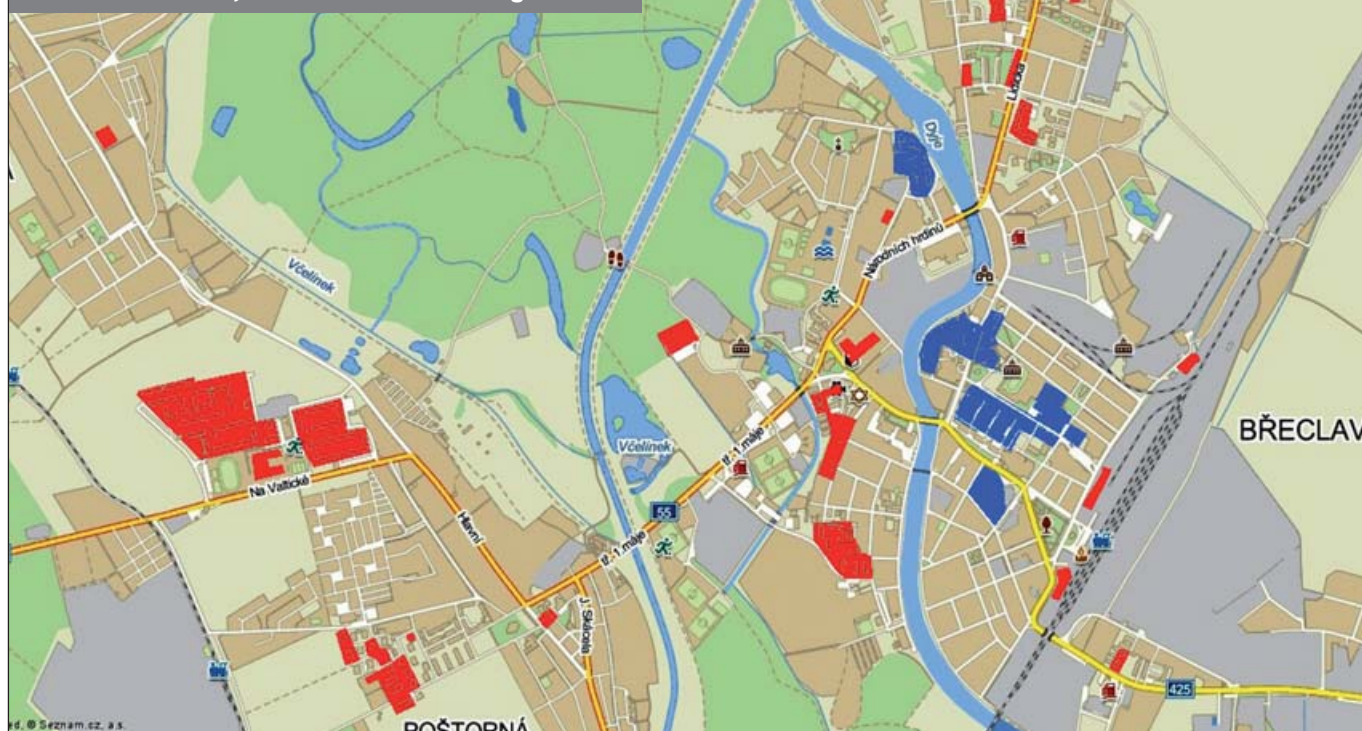 Lidická
Dyje
Národních hrdinů
Včelínek
BŘECLAV
Včelínek
tř. 1. máje
Na Valtické
55
Hlavní
tř. 1. máje
J. Skácela
425
POŠTORNÁ
© Seznam.cz, a.s.